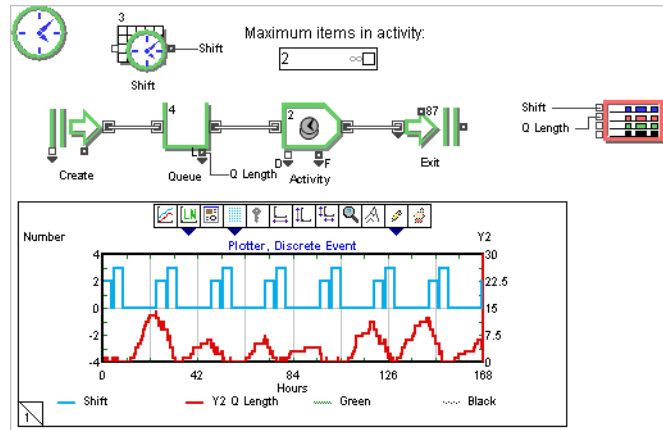 3
Shift
Shift
Maximum items in activity:
2 ∞
4
2
87
Shift
Q Length
L
Q Length
D F
Create
Queue
Activity
Exit
LN
Number
Plotter, Discrete Event
Y2
4 30
2 22.5
0 15
-2 7.5
-4 0
0 42 84 126 168
Hours
Shift Y2 Q Length Green Black
1